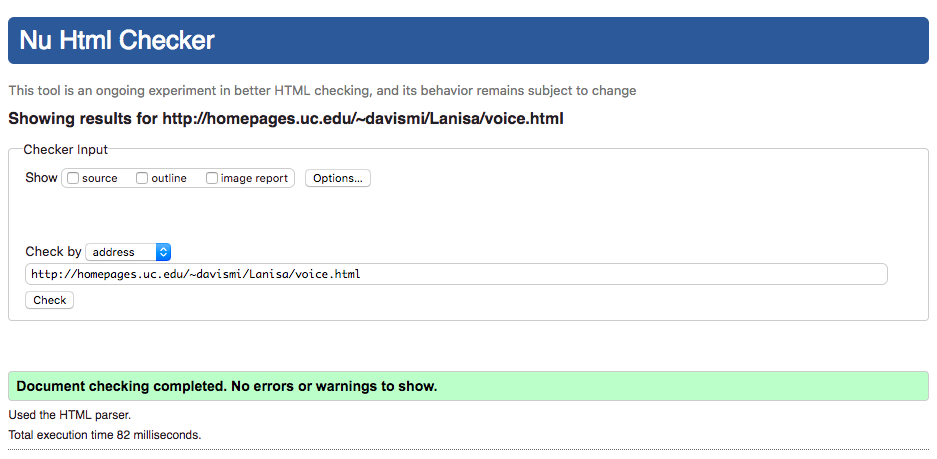 Nu Html Checker
This tool is an ongoing experiment in better HTML checking, and its behavior remains subject to change
Showing results for http://homepages.uc.edu/~davismi/Lanisa/voice.html
Checker Input
Show source outline image report Options...
Check by address
http://homepages.uc.edu/~davismi/Lanisa/voice.html
Check
Document checking completed. No errors or warnings to show.
Used the HTML parser.
Total execution time 82 milliseconds.